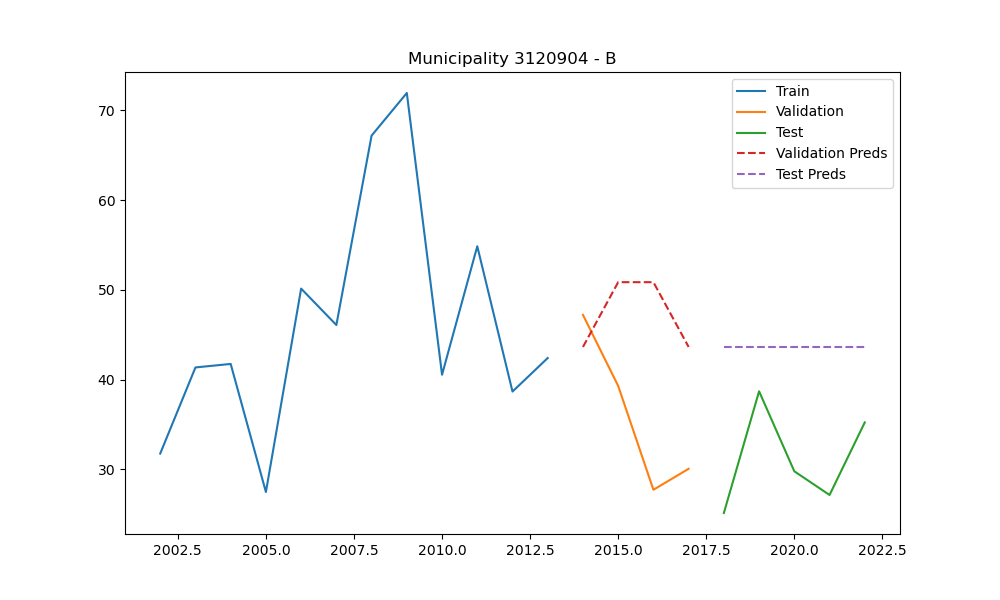 Municipality 3120904 - B
Train
Validation
Test
Validation Preds
Test Preds
70
60
50
40
30
2002.5 2005.0 2007.5 2010.0 2012.5 2015.0 2017.5 2020.0 2022.5